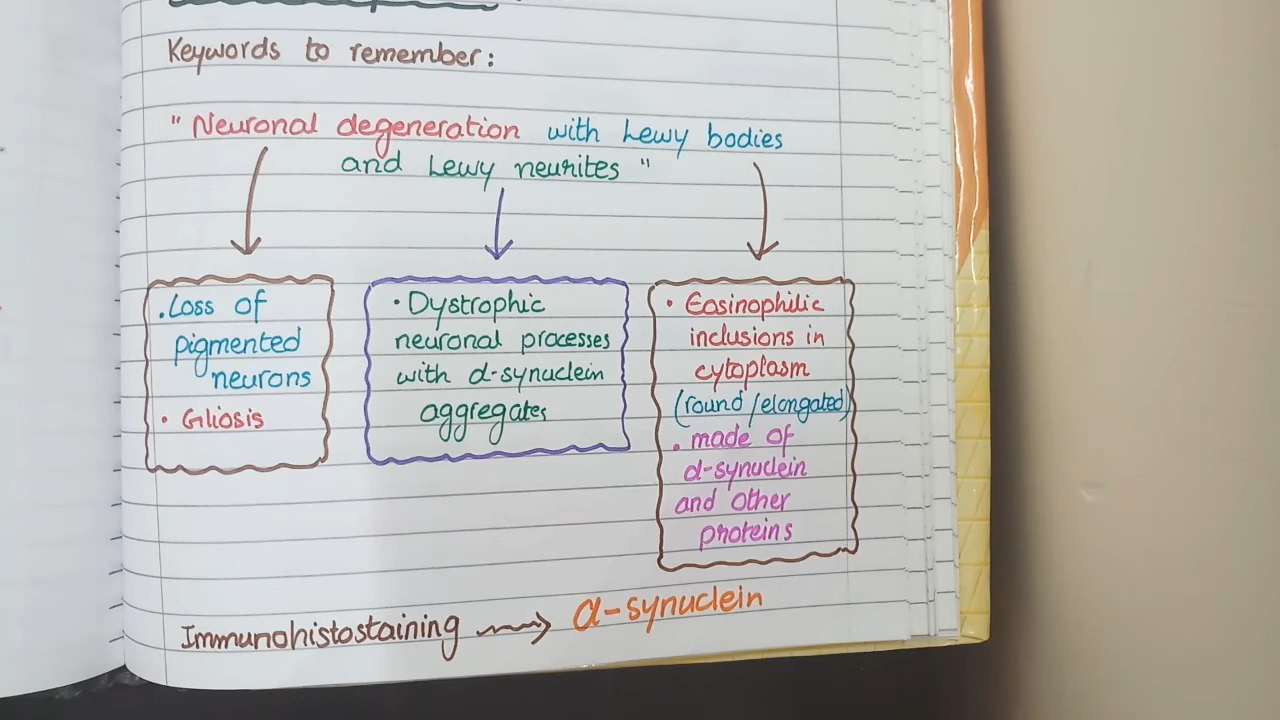 Keywords to remember:
" Neuronal degeneration with Lewy bodies
and Lewy neurites "
• Loss of
pigmented
neurons
• Gliosis
• Dystrophic
neuronal processes
with α-synuclein
aggregates
• Eosinophilic
inclusions in
cytoplasm
(round/elongated)
• made of
α-synuclein
and other
proteins
Immunohistostaining → α-synuclein